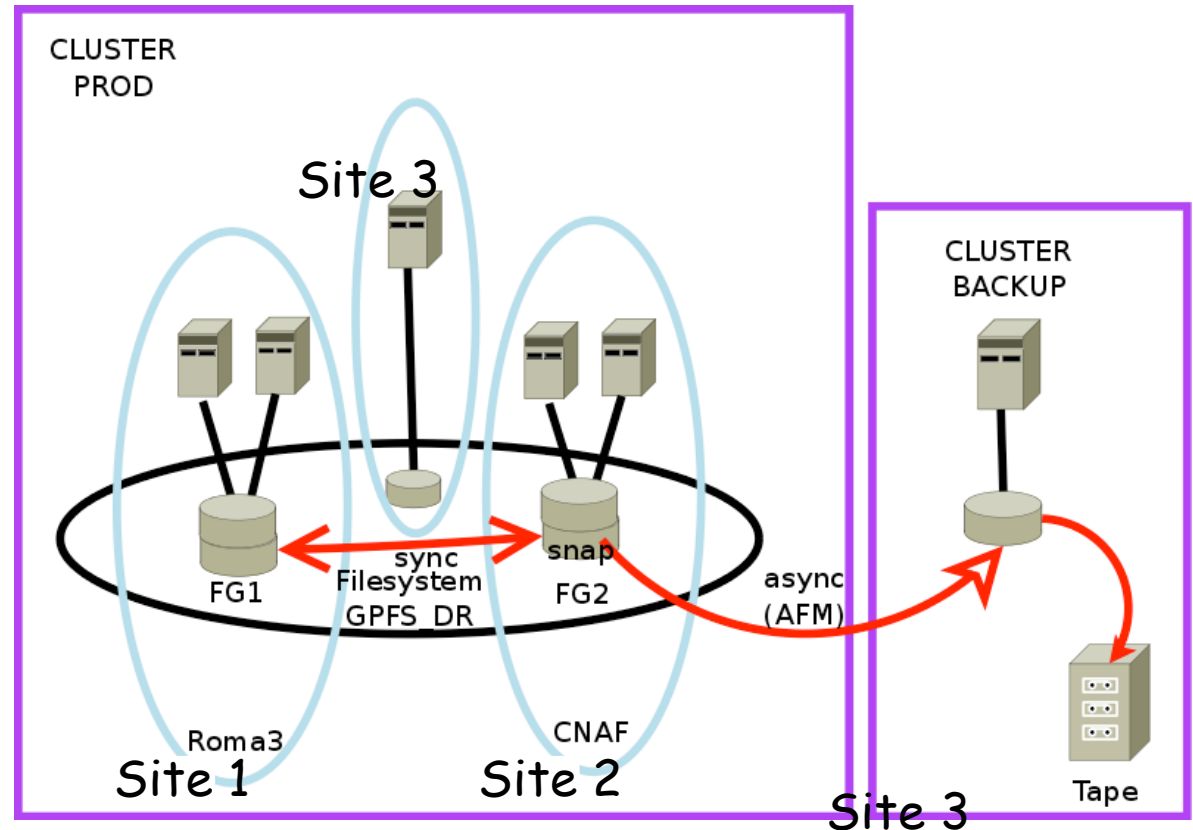 CLUSTER
PROD
Site 3
CLUSTER
BACKUP
sync
Filesystem
GPFS_DR
snap
FG1
FG2
async
(AFM)
Roma3
CNAF
Site 1
Site 2
Tape
Site 3